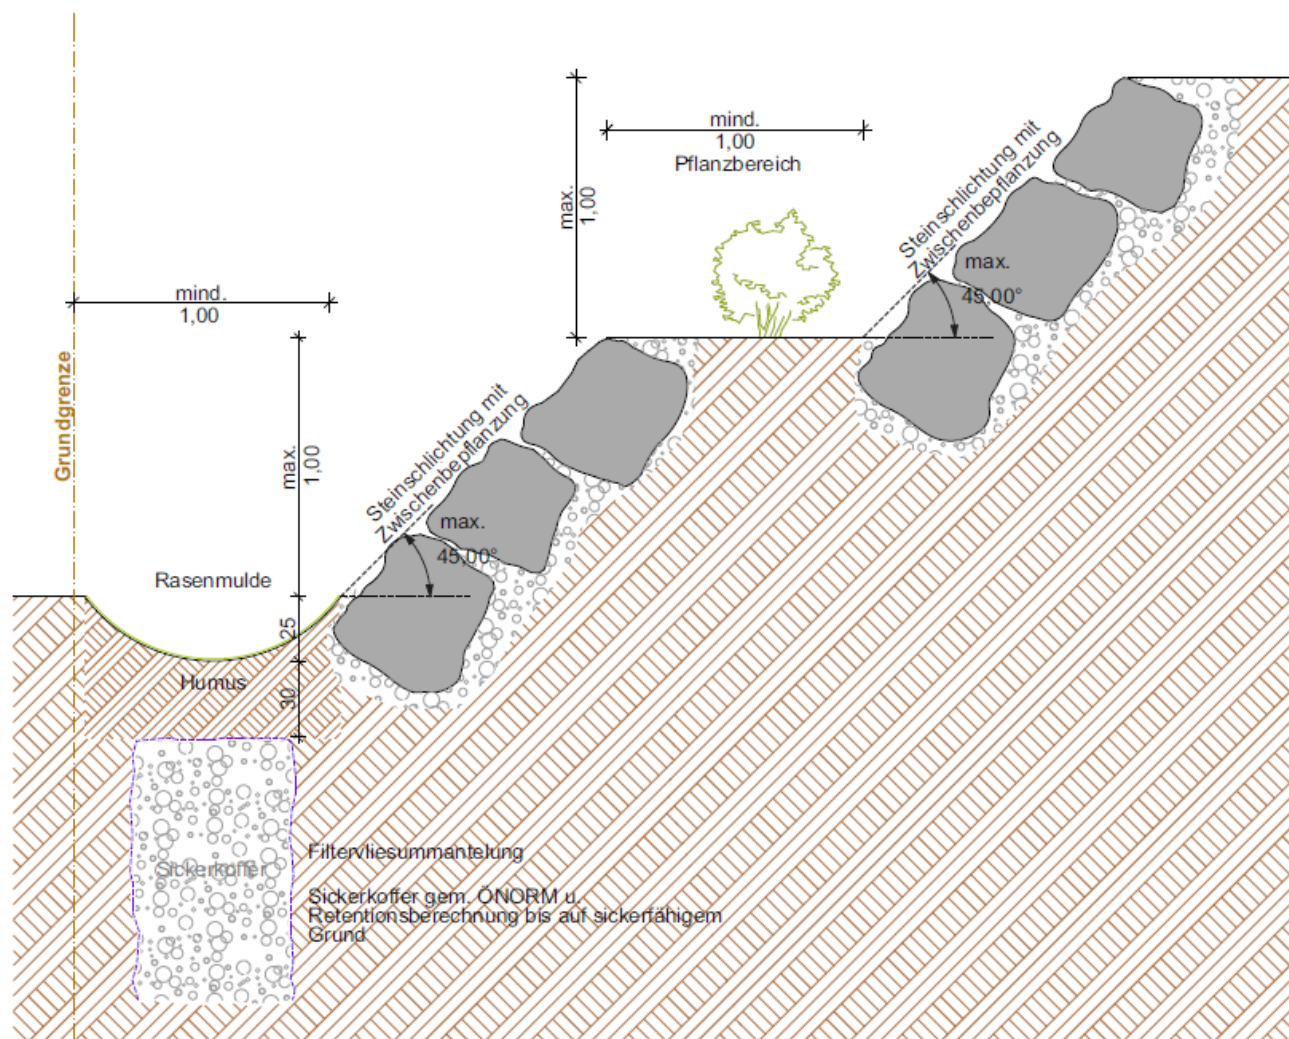 mind.
1,00
Pflanzbereich
max.
1,00
Steinschlichtung mit
Zwischenbepflanzung
max.
45,00°
mind.
1,00
Grundgrenze
max.
1,00
Steinschlichtung mit
Zwischenbepflanzung
max.
45,00°
Rasenmulde
25
Humus
30
Sickerkoffer
Filtervliesummantelung
Sickerkoffer gem. ÖNORM u.
Retentionsberechnung bis auf sickerfähigem
Grund